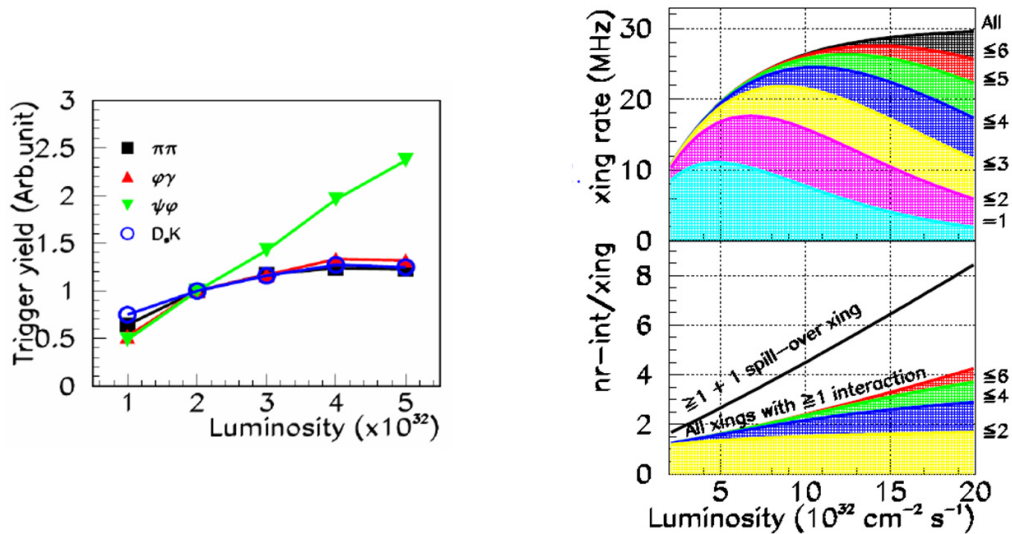 Trigger yield (Arb.unit)
3
2.5
2
1.5
1
0.5
0
ππ
φγ
ψφ
DₛK
1 2 3 4 5
Luminosity (x10³²)
xing rate (MHz)
30
20
10
0
All
≦6
≦5
≦4
≦3
≦2
=1
nr-int/xing
8
6
4
2
0
≧1 + 1 spill-over xing
All xings with ≧1 interaction
≦6
≦4
≦2
5 10 15 20
Luminosity (10³² cm⁻² s⁻¹)